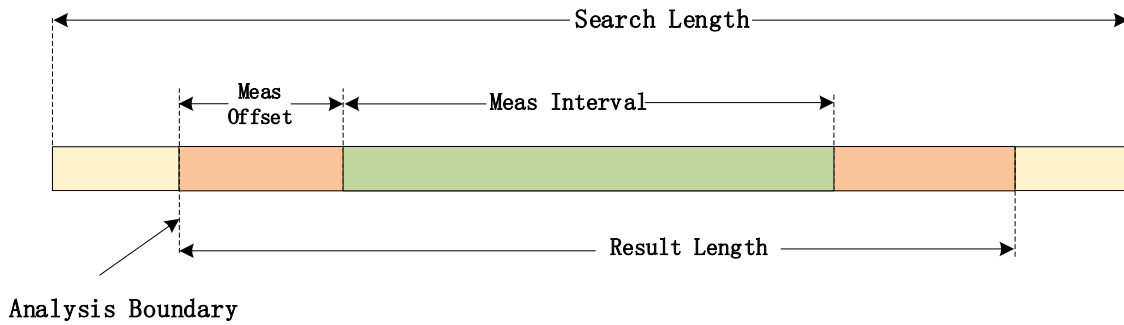 Search Length
Meas
Offset
Meas Interval
Result Length
Analysis Boundary